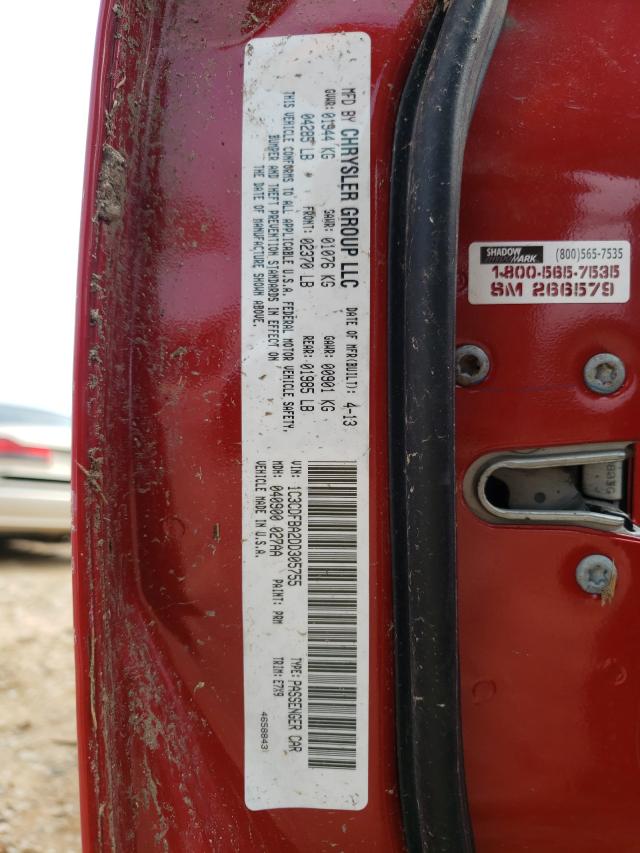 MFD BY CHRYSLER GROUP LLC
DATE OF MFR(BUILT): 4-13
GVWR: 01944 KG GAWR: 01076 KG GAWR: 00901 KG
04285 LB FRONT: 02370 LB REAR: 01985 LB
THIS VEHICLE CONFORMS TO ALL APPLICABLE U.S.A. FEDERAL MOTOR VEHICLE SAFETY,
BUMPER AND THEFT PREVENTION STANDARDS IN EFFECT ON
THE DATE OF MANUFACTURE SHOWN ABOVE.
VIN: 1C3CDFBA2DD305755 TYPE: PASSENGER CAR
MDH: 040900 027AA PAINT: PRM TRIM: E7X9
VEHICLE MADE IN U.S.A.
4658843
SHADOW MARK (800)565-7535
1-800-565-7535
SM 266579